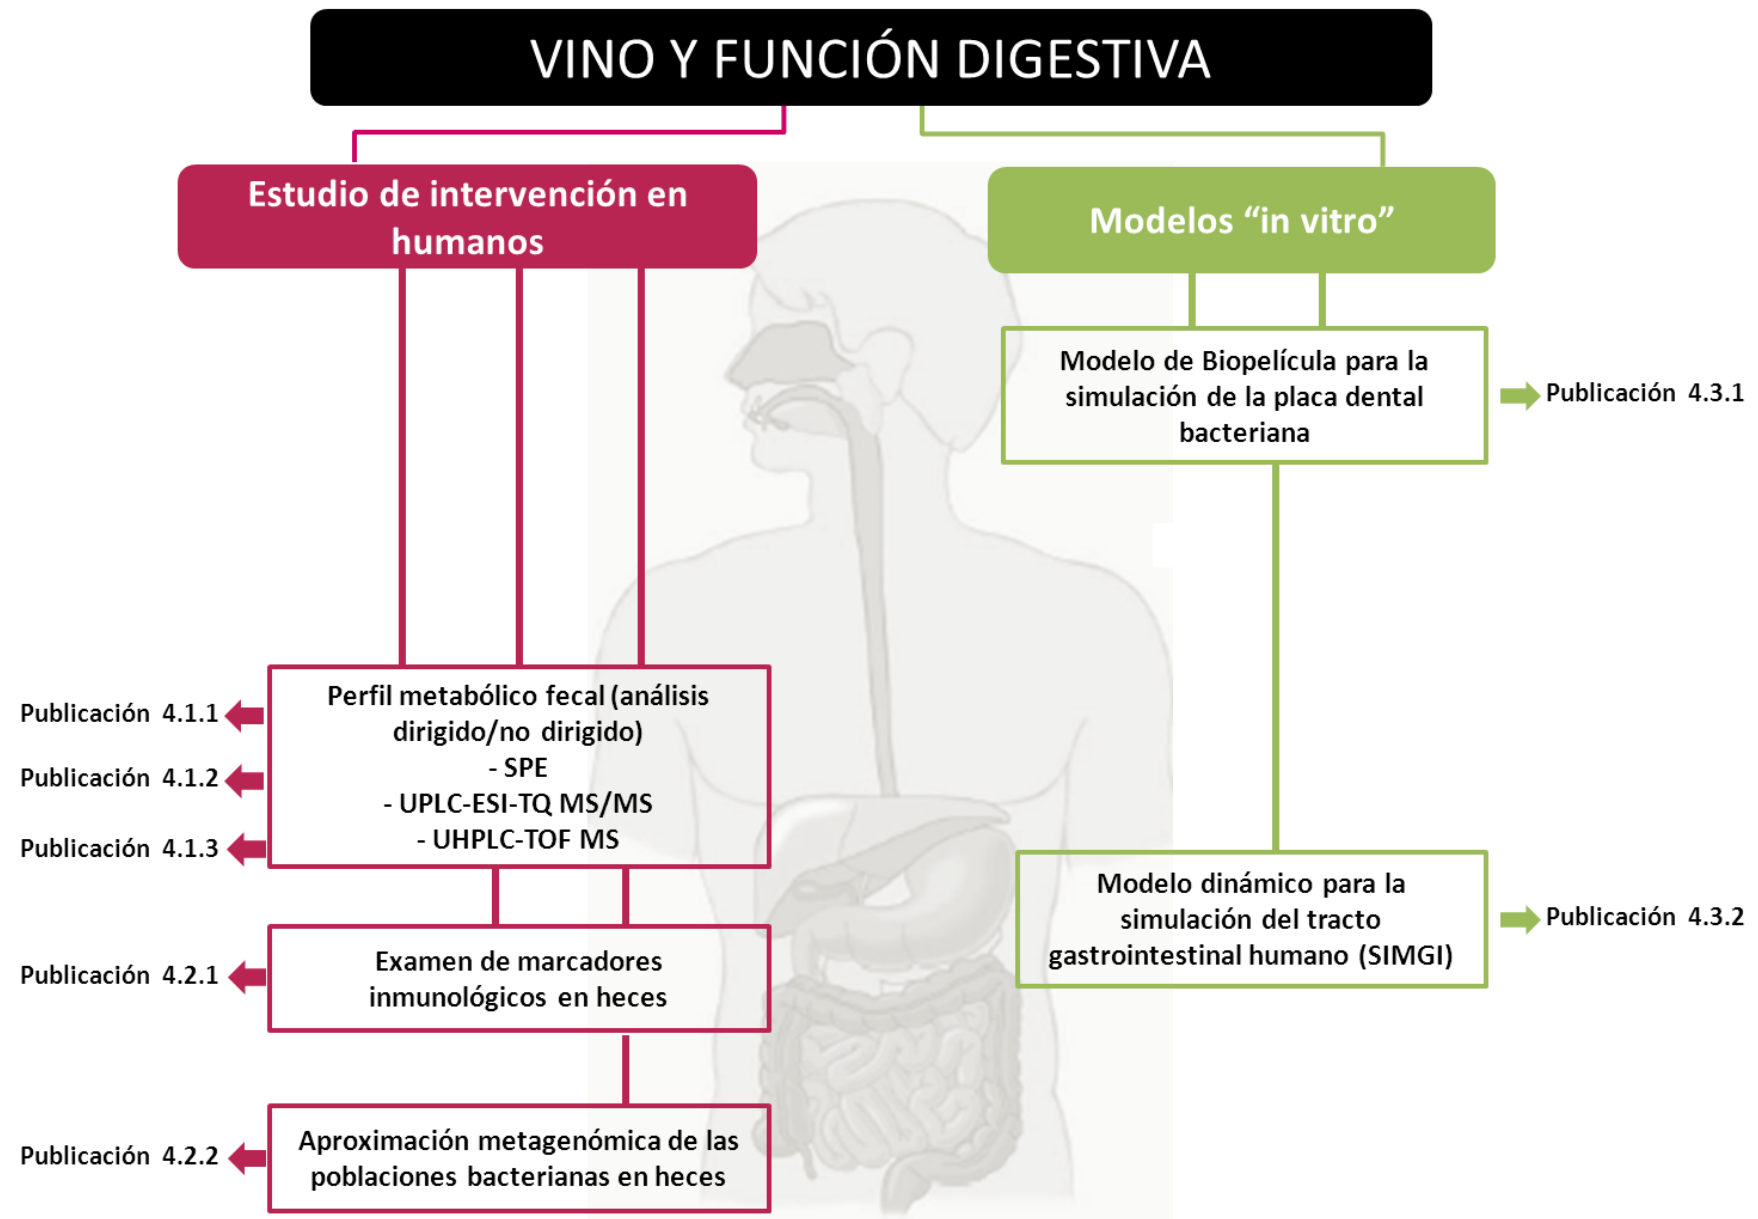 VINO Y FUNCIÓN DIGESTIVA
Estudio de intervención en
humanos
Modelos “in vitro”
Modelo de Biopelícula para la
simulación de la placa dental
bacteriana
Publicación 4.3.1
Perfil metabólico fecal (análisis
dirigido/no dirigido)
- SPE
- UPLC-ESI-TQ MS/MS
- UHPLC-TOF MS
Publicación 4.1.1
Publicación 4.1.2
Publicación 4.1.3
Modelo dinámico para la
simulación del tracto
gastrointestinal humano (SIMGI)
Publicación 4.3.2
Examen de marcadores
inmunológicos en heces
Publicación 4.2.1
Aproximación metagenómica de las
poblaciones bacterianas en heces
Publicación 4.2.2